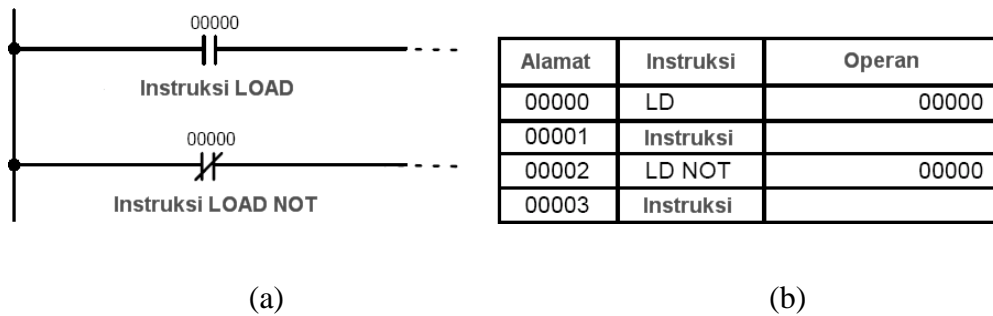 00000
Instruksi LOAD
00000
Instruksi LOAD NOT
Alamat Instruksi Operan
00000 LD 00000
00001 Instruksi
00002 LD NOT 00000
00003 Instruksi
(a) (b)